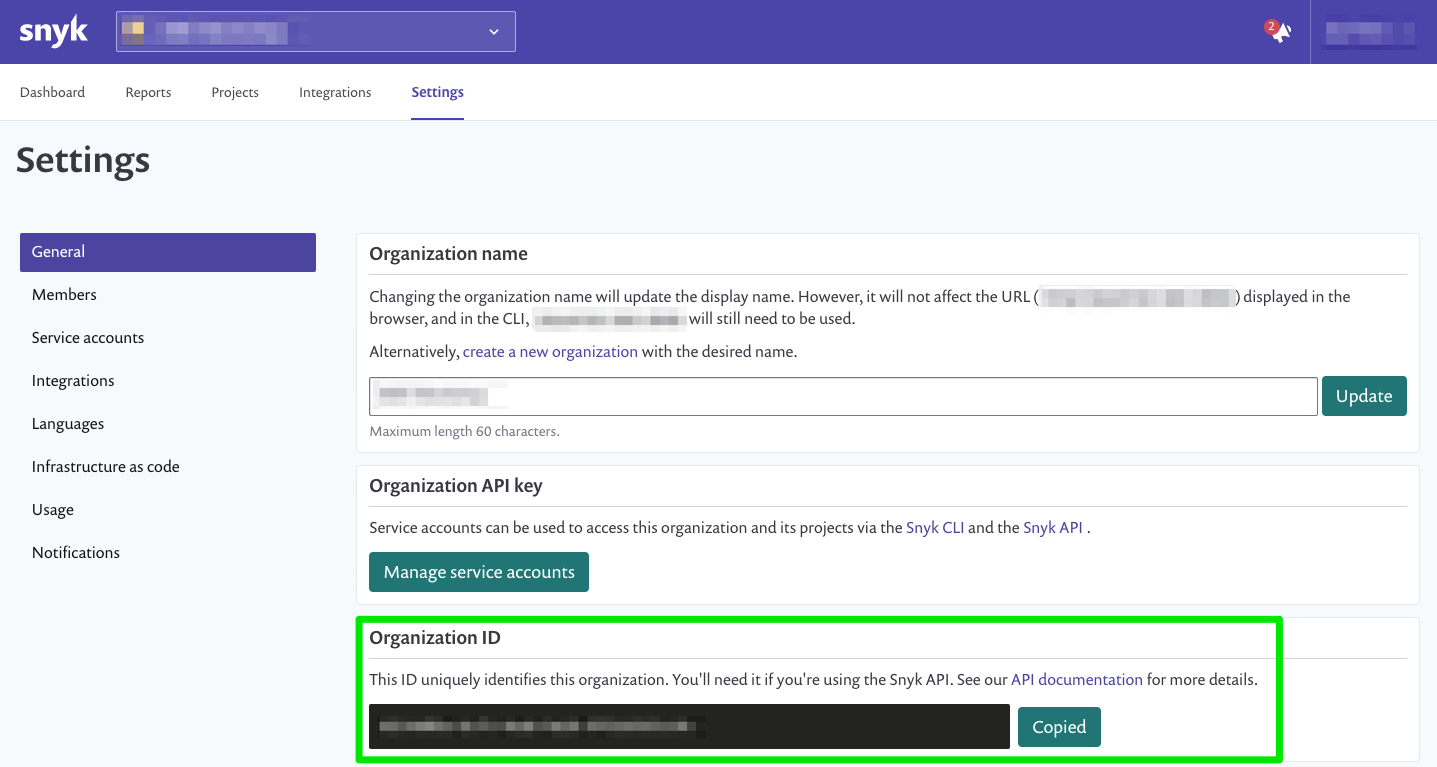 snyk
2
Dashboard
Reports
Projects
Integrations
Settings
Settings
General
Members
Service accounts
Integrations
Languages
Infrastructure as code
Usage
Notifications
Organization name
Changing the organization name will update the display name. However, it will not affect the URL ( ) displayed in the
browser, and in the CLI, will still need to be used.
Alternatively, create a new organization with the desired name.
Update
Maximum length 60 characters.
Organization API key
Service accounts can be used to access this organization and its projects via the Snyk CLI and the Snyk API .
Manage service accounts
Organization ID
This ID uniquely identifies this organization. You'll need it if you're using the Snyk API. See our API documentation for more details.
Copied